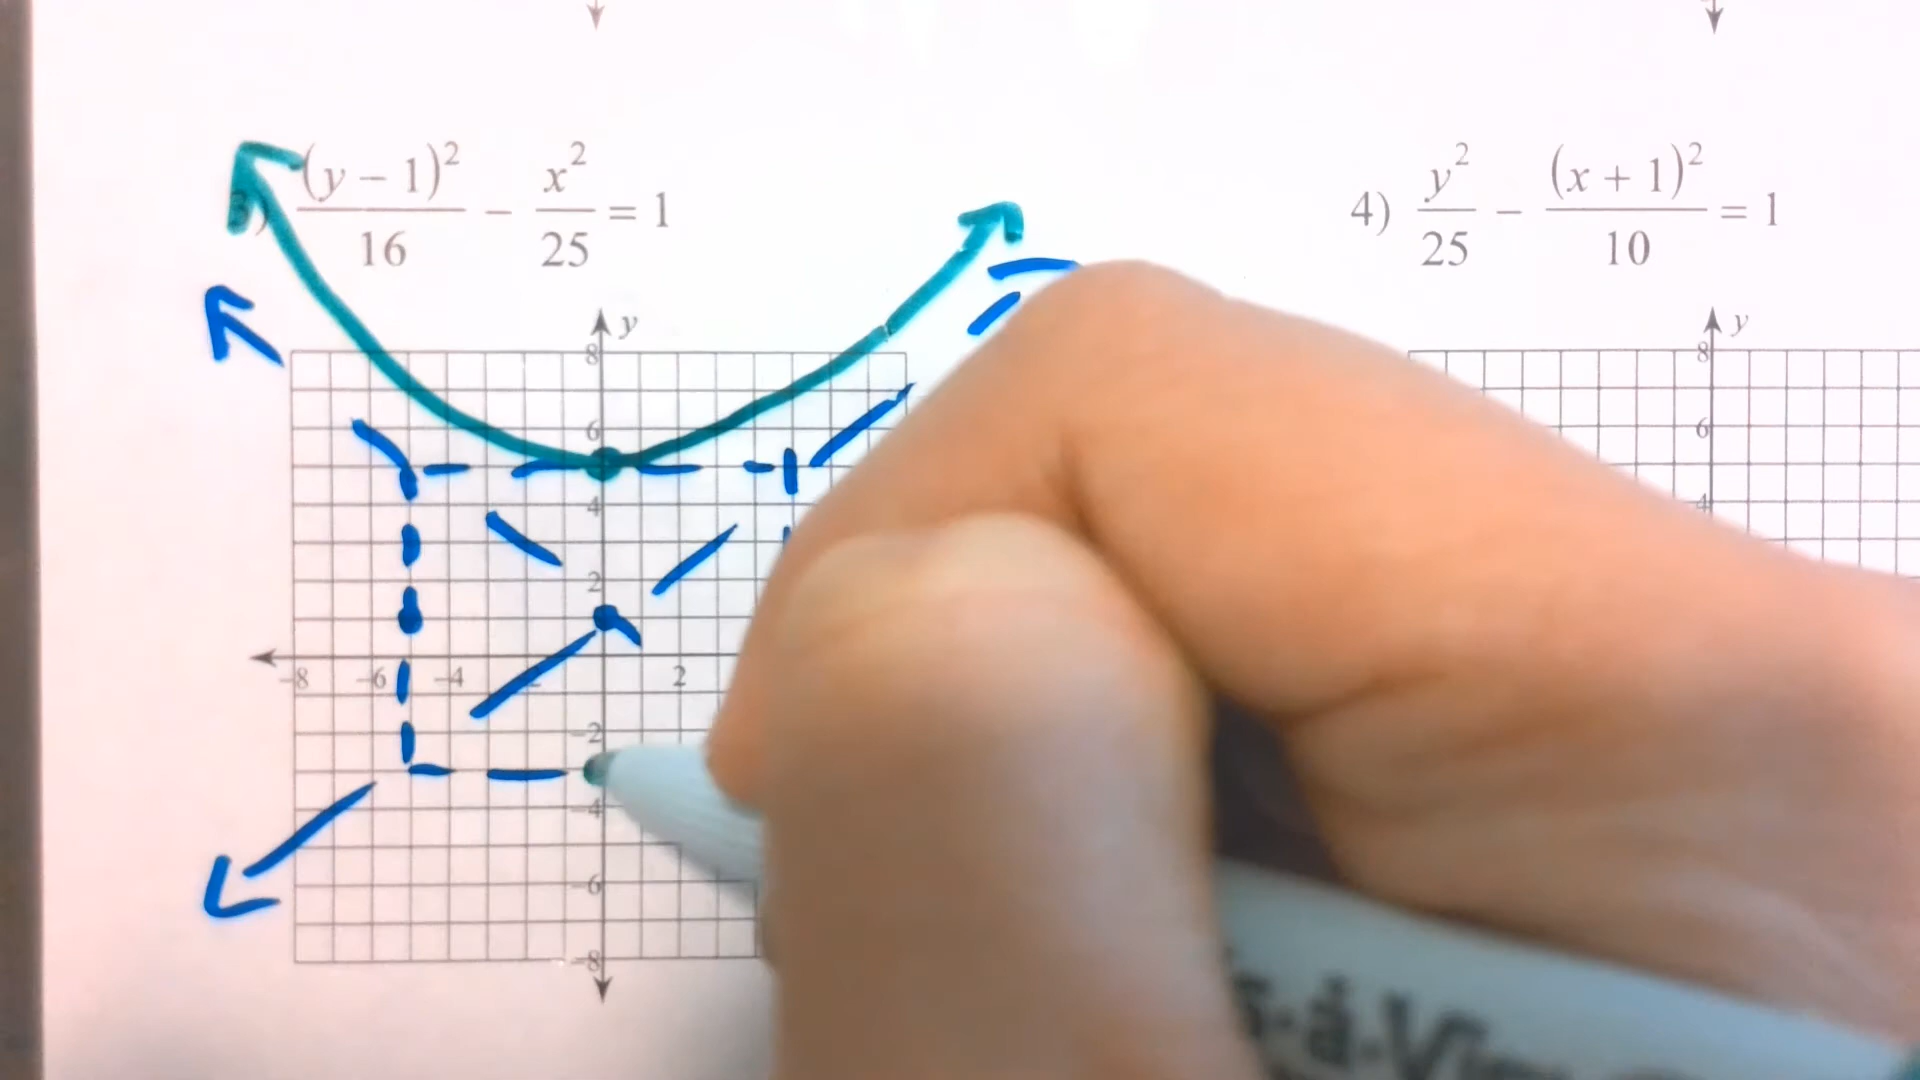 3) (y − 1)²/16 − x²/25 = 1
4) y²/25 − (x + 1)²/10 = 1
y
8
6
4
2
−8 −6 −4 2
−2
−4
−6
−8
y
8
6
4